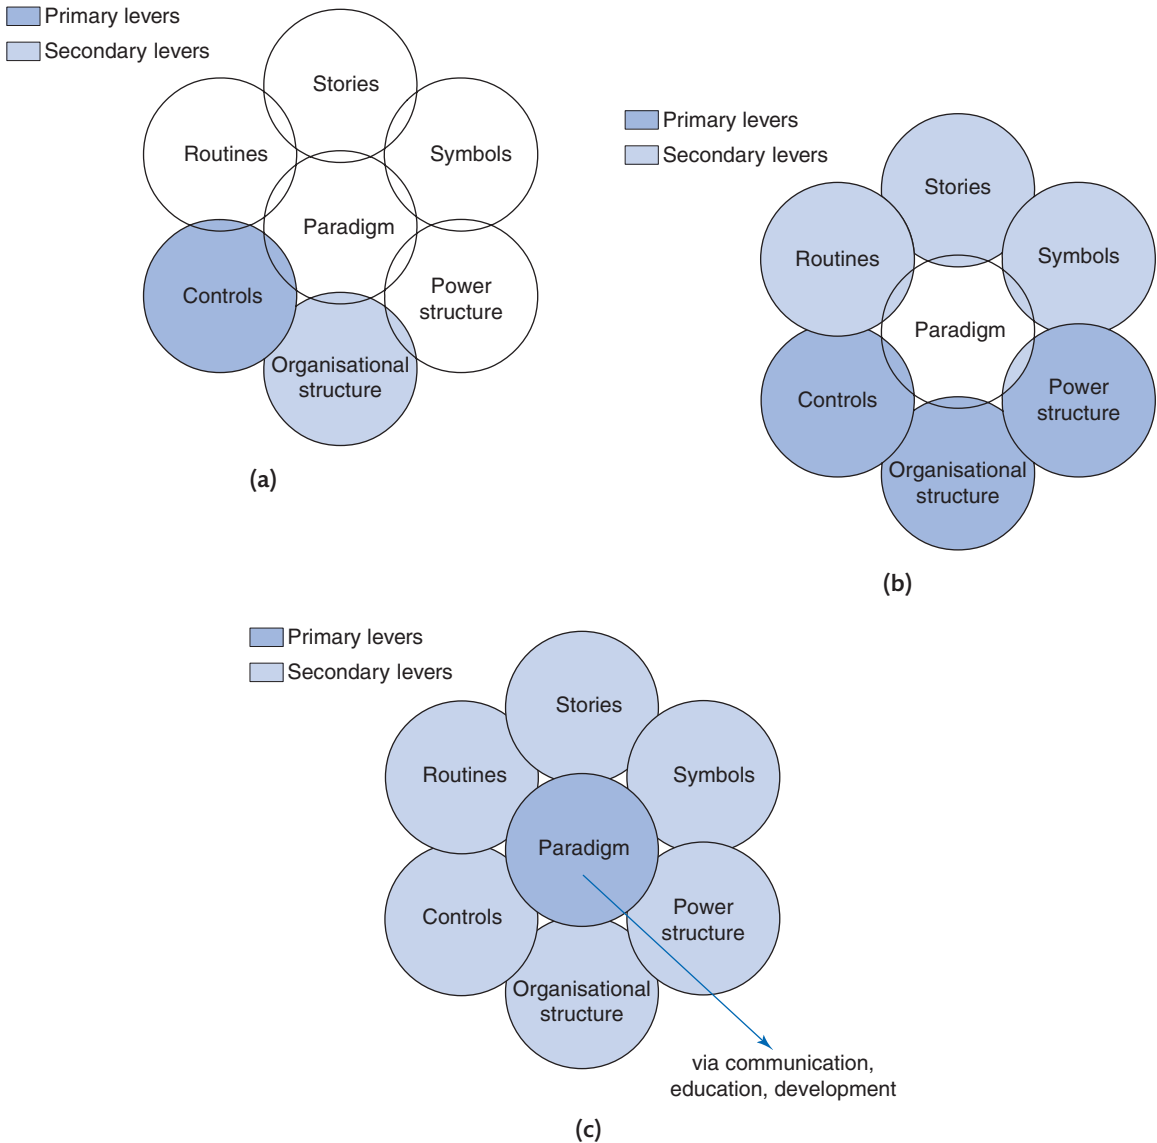 Primary levers
Secondary levers
Stories
Routines
Symbols
Paradigm
Controls
Power
structure
Organisational
structure
(a)
Primary levers
Secondary levers
Stories
Routines
Symbols
Paradigm
Controls
Power
structure
Organisational
structure
(b)
Primary levers
Secondary levers
Stories
Routines
Symbols
Paradigm
Controls
Power
structure
Organisational
structure
via communication,
education, development
(c)